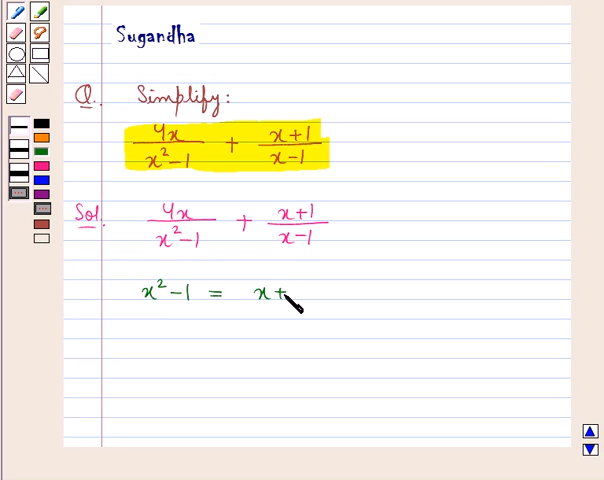 Sugandha
Q. Simplify:
4x/(x²-1) + (x+1)/(x-1)
Sol. 4x/(x²-1) + (x+1)/(x-1)
x²-1 = x+